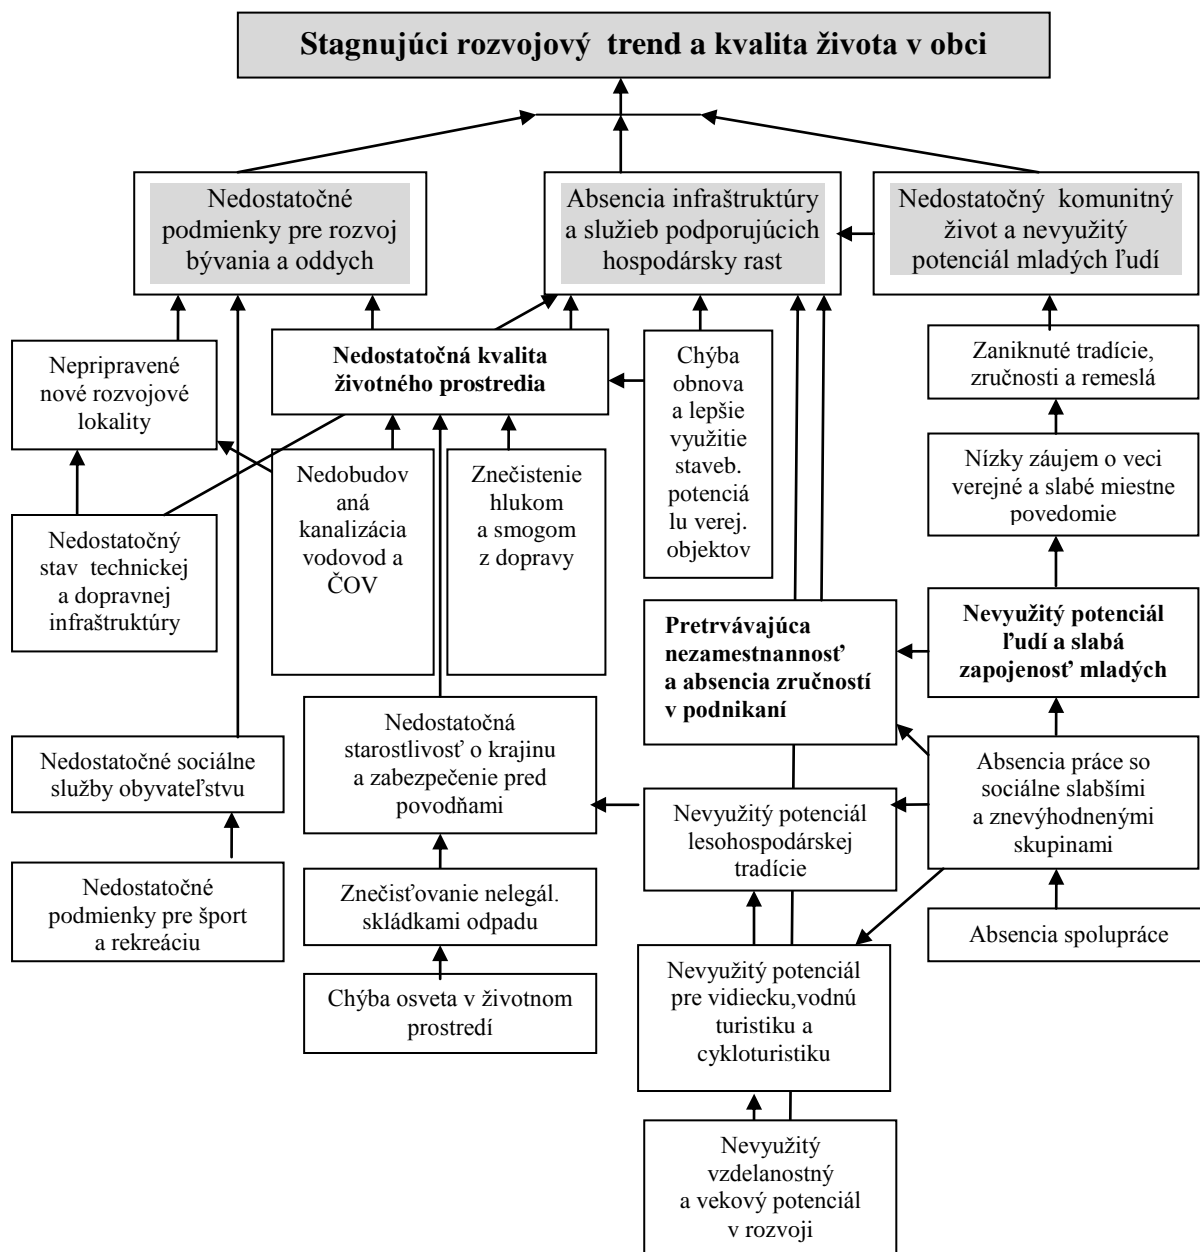 Stagnujúci rozvojový trend a kvalita života v obci
Nedostatočné
podmienky pre rozvoj
bývania a oddych
Absencia infraštruktúry
a služieb podporujúcich
hospodársky rast
Nedostatočný komunitný
život a nevyužitý
potenciál mladých ľudí
Nepripravené
nové rozvojové
lokality
Nedostatočná kvalita
životného prostredia
Chýba
obnova
a lepšie
využitie
staveb.
potenciá
lu verej.
objektov
Zaniknuté tradície,
zručnosti a remeslá
Nízky záujem o veci
verejné a slabé miestne
povedomie
Nedobudov
aná
kanalizácia
vodovod a
ČOV
Znečistenie
hlukom
a smogom
z dopravy
Nedostatočný
stav technickej
a dopravnej
infraštruktúry
Pretrvávajúca
nezamestnannosť
a absencia zručností
v podnikaní
Nevyužitý potenciál
ľudí a slabá
zapojenosť mladých
Nedostatočné sociálne
služby obyvateľstvu
Nedostatočná
starostlivosť o krajinu
a zabezpečenie pred
povodňami
Nevyužitý potenciál
lesohospodárskej
tradície
Absencia práce so
sociálne slabšími
a znevýhodnenými
skupinami
Nedostatočné
podmienky pre šport
a rekreáciu
Znečisťovanie nelegál.
skládkami odpadu
Absencia spolupráce
Chýba osveta v životnom
prostredí
Nevyužitý potenciál
pre vidiecku,vodnú
turistiku a
cykloturistiku
Nevyužitý
vzdelanostný
a vekový potenciál
v rozvoji